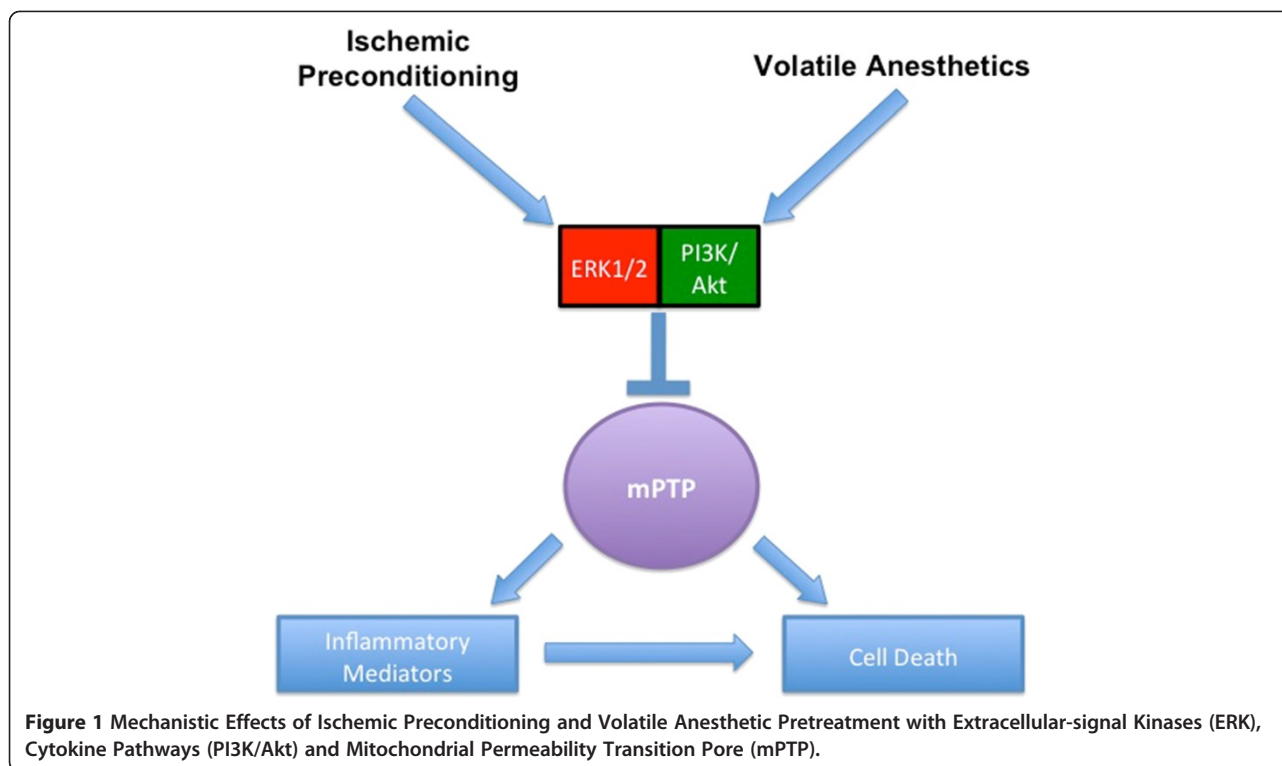 Ischemic
Preconditioning
Volatile Anesthetics
ERK1/2
PI3K/
Akt
mPTP
Inflammatory
Mediators
Cell Death
Figure 1 Mechanistic Effects of Ischemic Preconditioning and Volatile Anesthetic Pretreatment with Extracellular-signal Kinases (ERK),
Cytokine Pathways (PI3K/Akt) and Mitochondrial Permeability Transition Pore (mPTP).